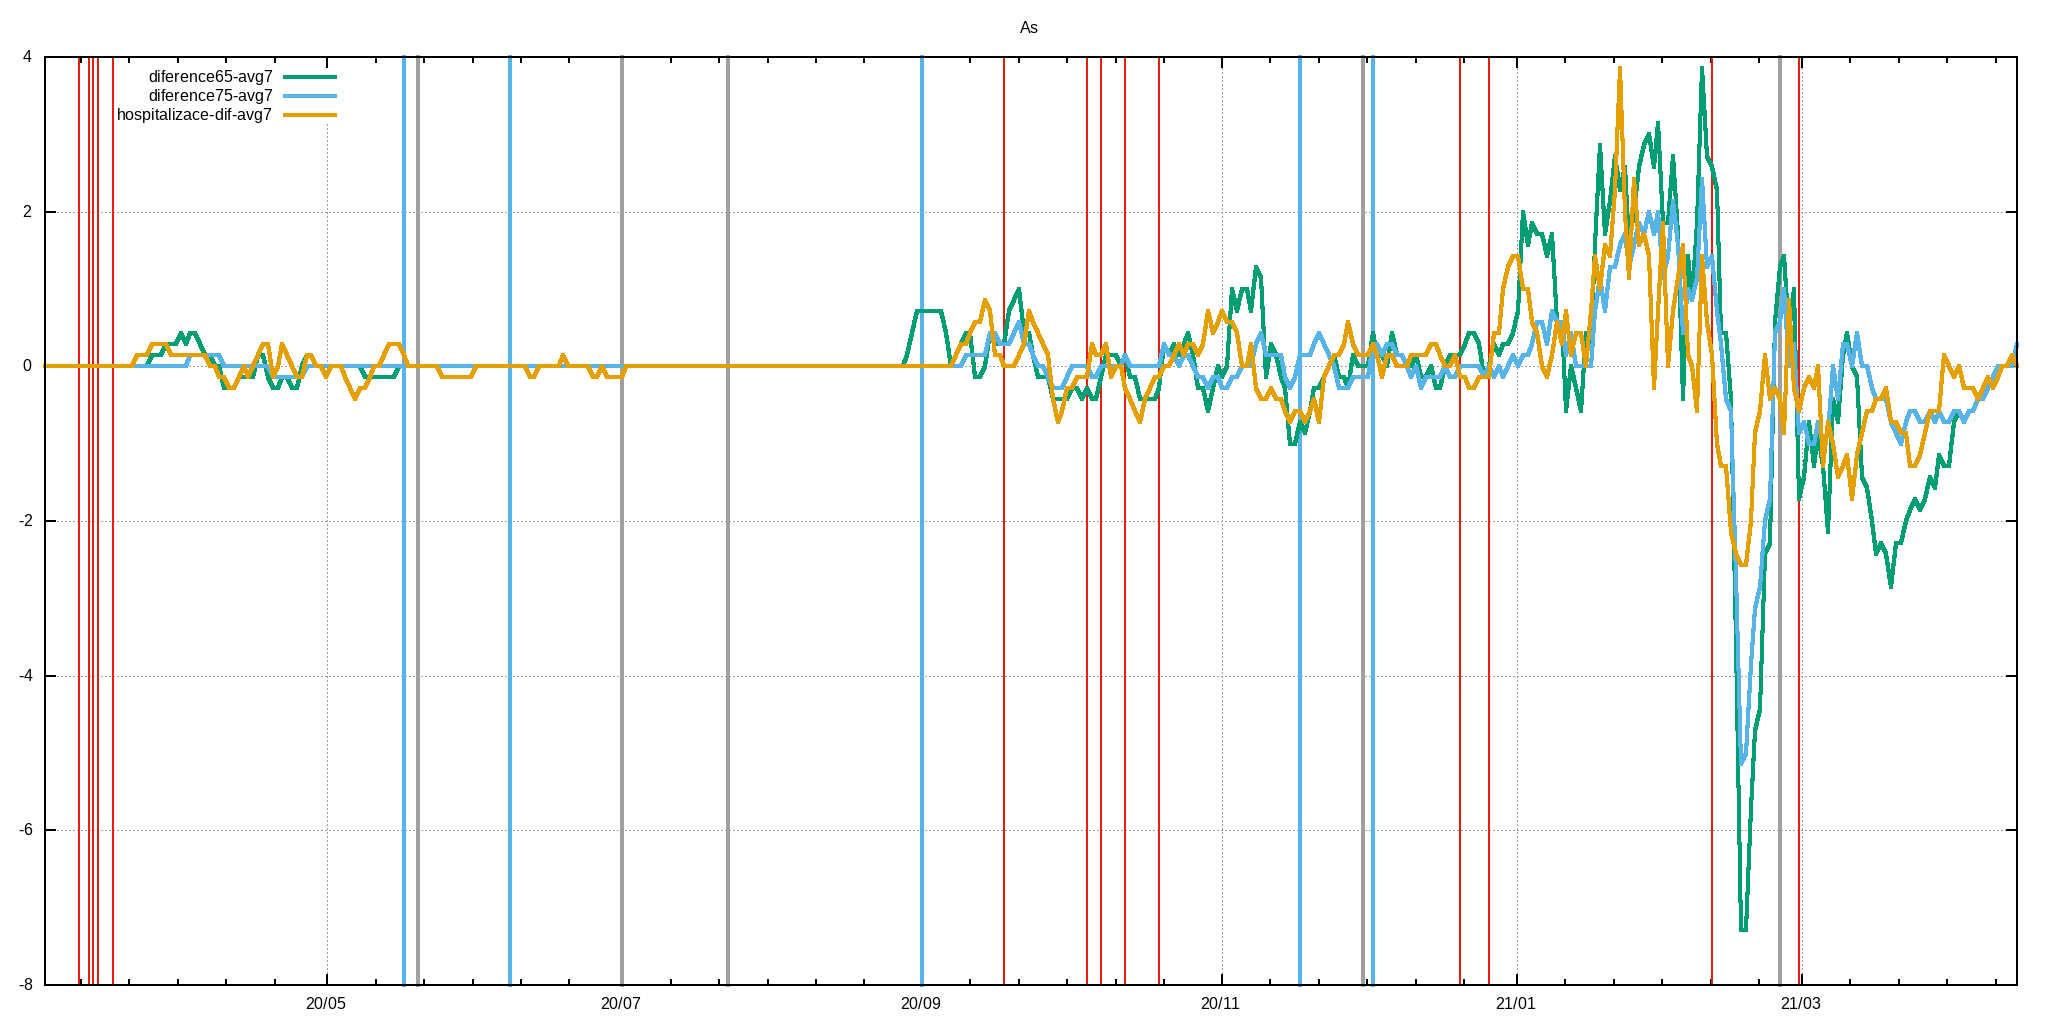 As
4
diference65-avg7
diference75-avg7
hospitalizace-dif-avg7
2
0
-2
-4
-6
-8
20/05 20/07 20/09 20/11 21/01 21/03